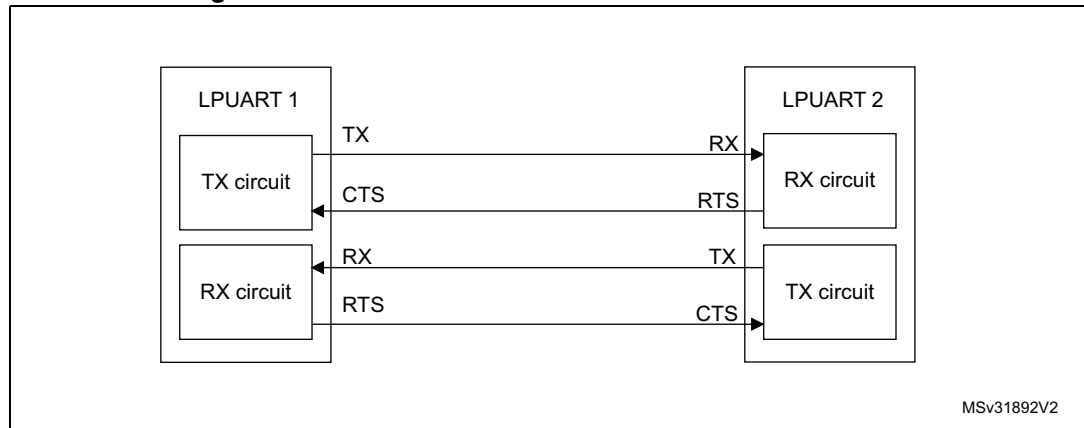 LPUART 1
LPUART 2
TX circuit
TX
RX
RX circuit
CTS
RTS
RX circuit
RX
TX
TX circuit
RTS
CTS
MSv31892V2